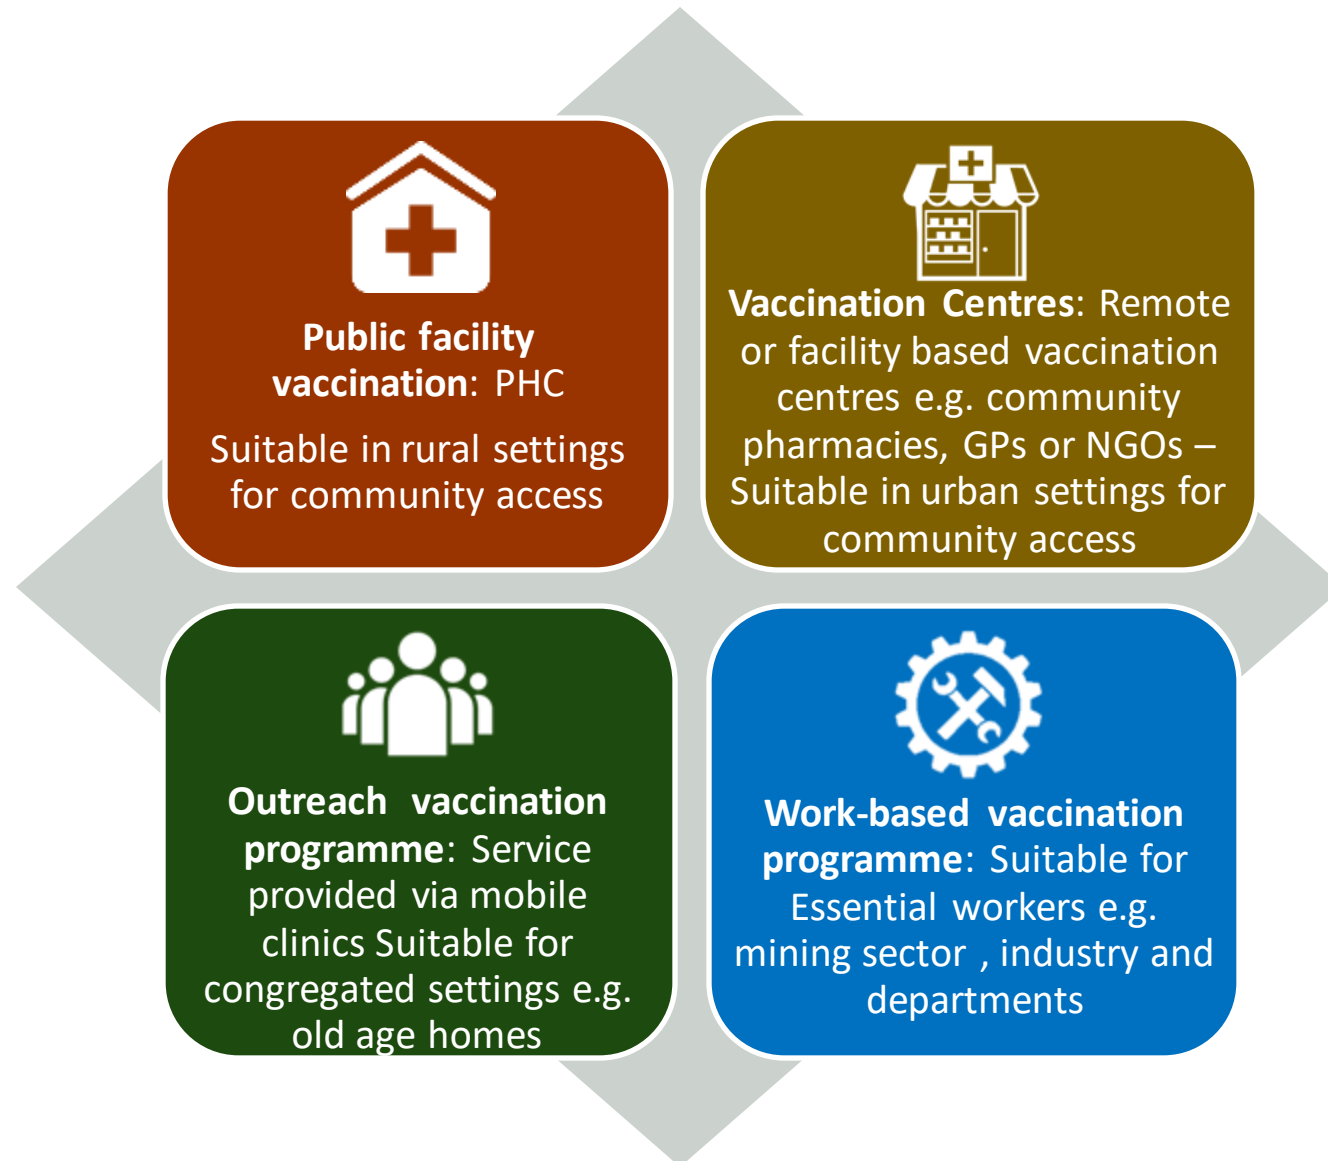 Public facility
vaccination: PHC
Suitable in rural settings
for community access
Vaccination Centres: Remote
or facility based vaccination
centres e.g. community
pharmacies, GPs or NGOs –
Suitable in urban settings for
community access
Outreach vaccination
programme: Service
provided via mobile
clinics Suitable for
congregated settings e.g.
old age homes
Work-based vaccination
programme: Suitable for
Essential workers e.g.
mining sector , industry and
departments